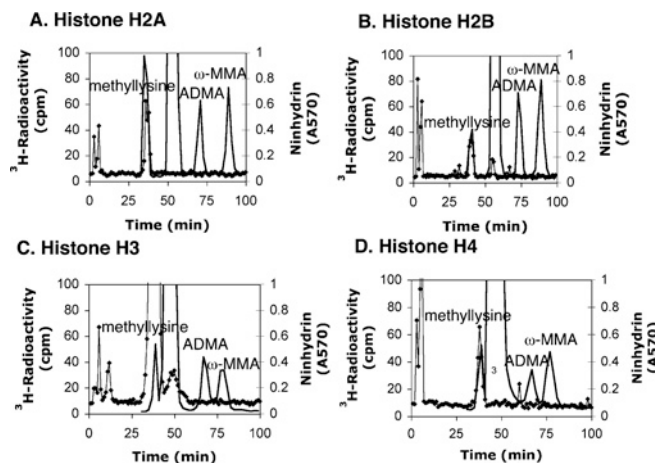 A. Histone H2A
100
80
60
40
20
0
1
0.8
0.6
0.4
0.2
0
methyllysine
ADMA
ω-MMA
0 25 50 75 100
Time (min)
³H-Radioactivity
(cpm)
Ninhydrin
(A570)
B. Histone H2B
100
80
60
40
20
0
1
0.8
0.6
0.4
0.2
0
methyllysine
ADMA
ω-MMA
0 25 50 75 100
Time (min)
³H-Radioactivity
(cpm)
Ninhydrin
(A570)
C. Histone H3
100
80
60
40
20
0
1
0.8
0.6
0.4
0.2
0
methyllysine
ADMA
ω-MMA
0 25 50 75 100
Time (min)
³H-Radioactivity
(cpm)
Ninhydrin
(A570)
D. Histone H4
100
80
60
40
20
0
1
0.8
0.6
0.4
0.2
0
methyllysine
3
ADMA
ω-MMA
0 25 50 75 100
Time (min)
³H-Radioactivity
(cpm)
Ninhydrin
(A570)